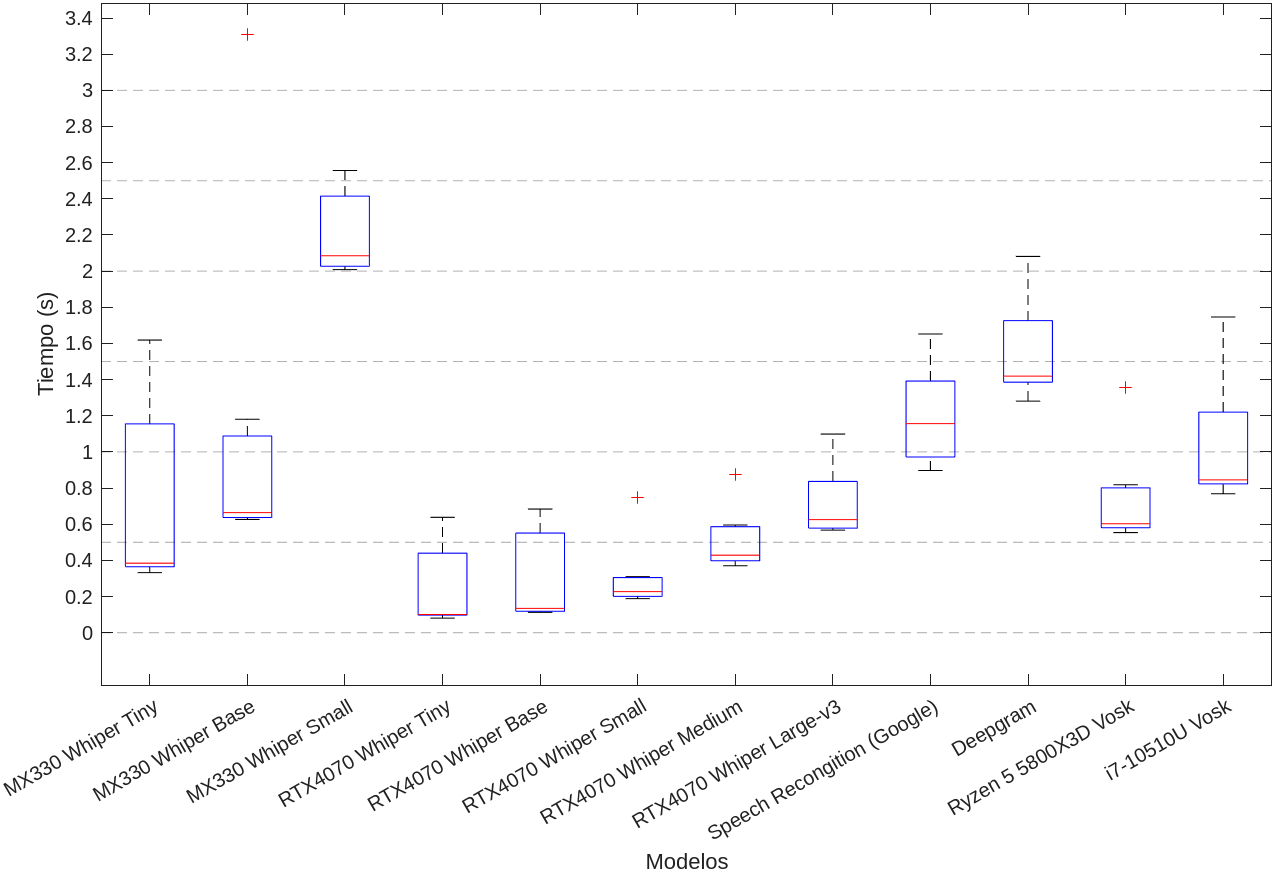 3.4
3.2
3
2.8
2.6
2.4
2.2
2
1.8
1.6
1.4
1.2
1
0.8
0.6
0.4
0.2
0
Tiempo (s)
MX330 Whiper Tiny
MX330 Whiper Base
MX330 Whiper Small
RTX4070 Whiper Tiny
RTX4070 Whiper Base
RTX4070 Whiper Small
RTX4070 Whiper Medium
RTX4070 Whiper Large-v3
Speech Recongition (Google)
Deepgram
Ryzen 5 5800X3D Vosk
i7-10510U Vosk
Modelos